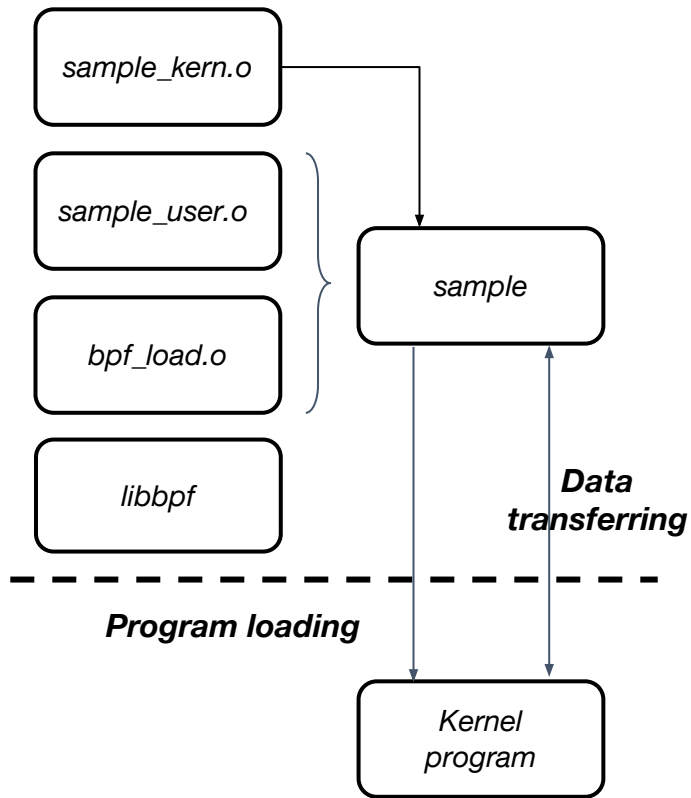 sample_kern.o
sample_user.o
sample
bpf_load.o
libbpf
Data
transferring
Program loading
Kernel
program